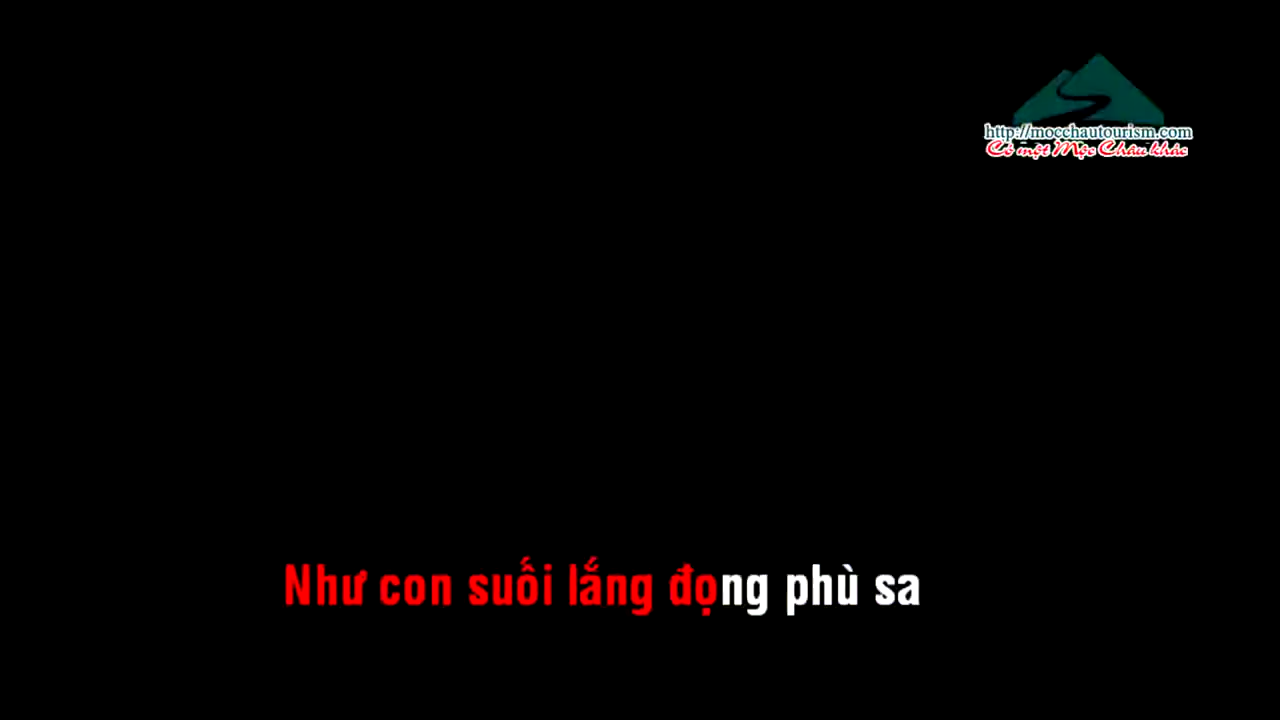 http://mocchautourism.com
Có một Mộc Châu khác
Như con suối lắng đọng phù sa